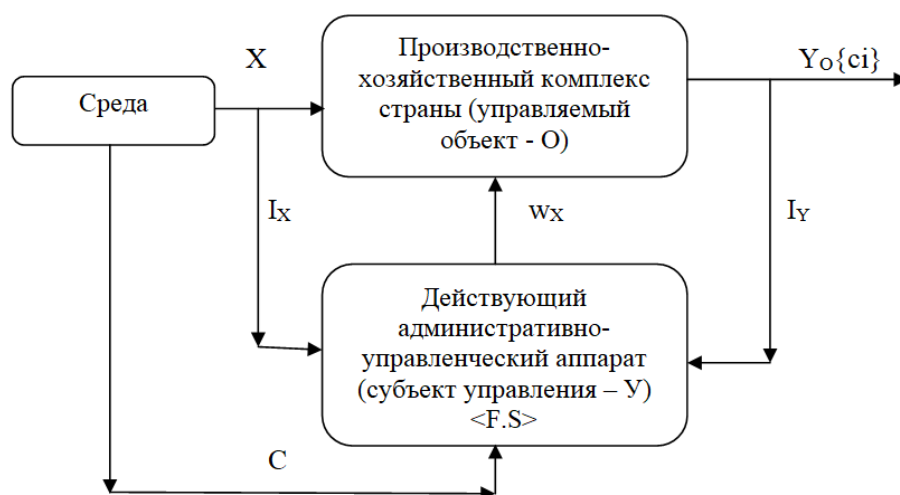 Производственно-
хозяйственный комплекс
страны (управляемый
объект - О)
X
Yo{ci}
Среда
IX
wX
IY
Действующий
административно-
управленческий аппарат
(субъект управления – У)
<F.S>
C